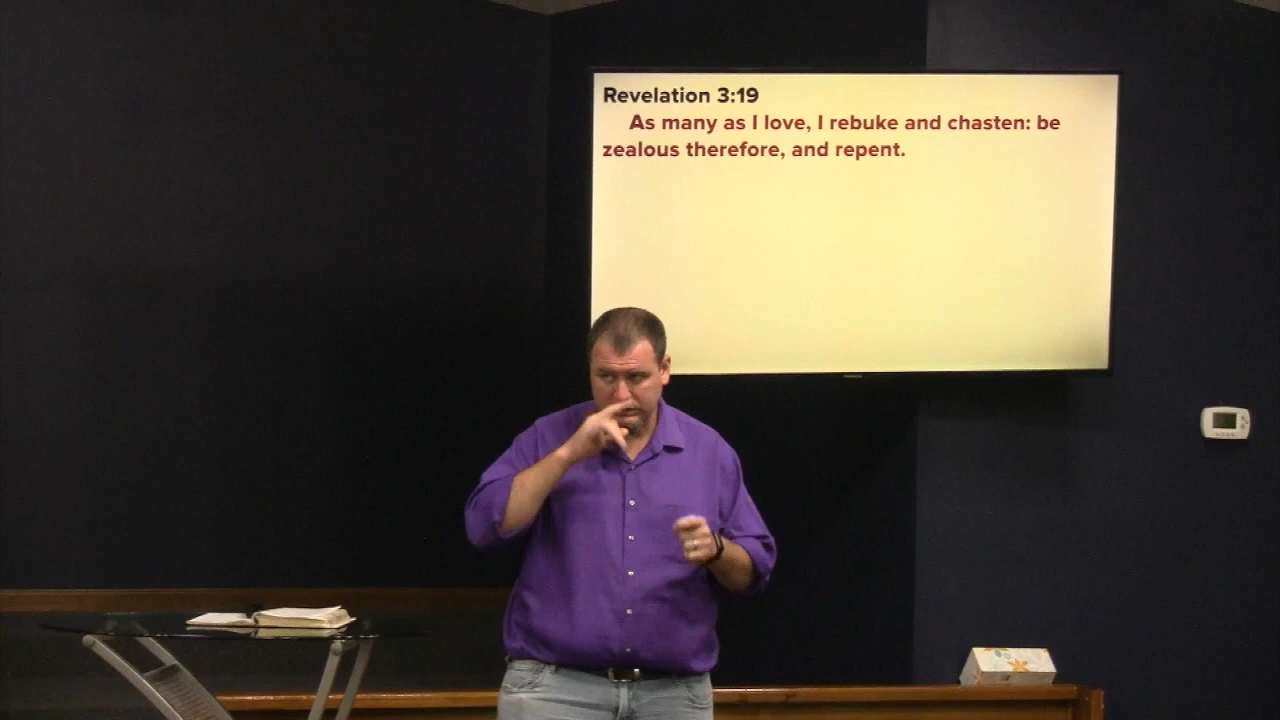 Revelation 3:19
As many as I love, I rebuke and chasten: be
zealous therefore, and repent.